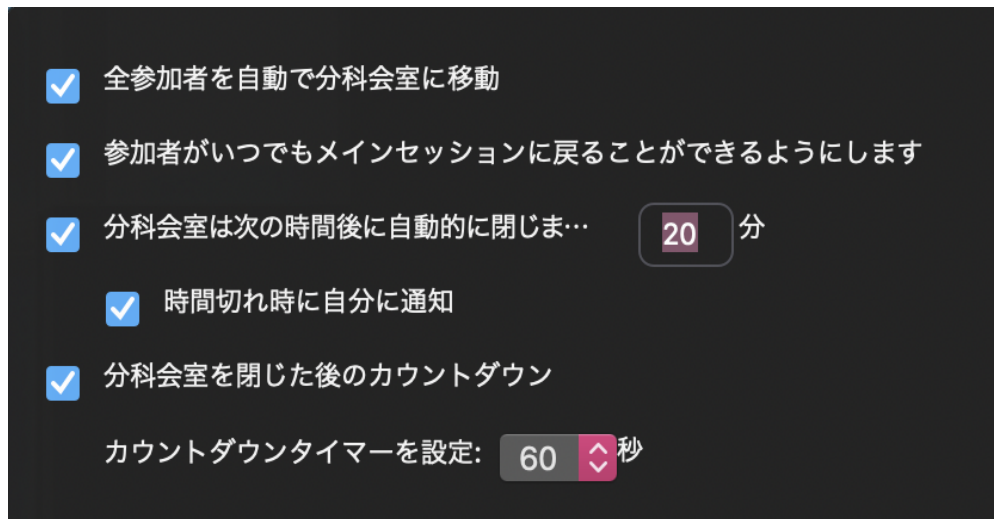 全参加者を自動で分科会室に移動
参加者がいつでもメインセッションに戻ることができるようにします
分科会室は次の時間後に自動的に閉じま… 20 分
時間切れ時に自分に通知
分科会室を閉じた後のカウントダウン
カウントダウンタイマーを設定: 60 秒